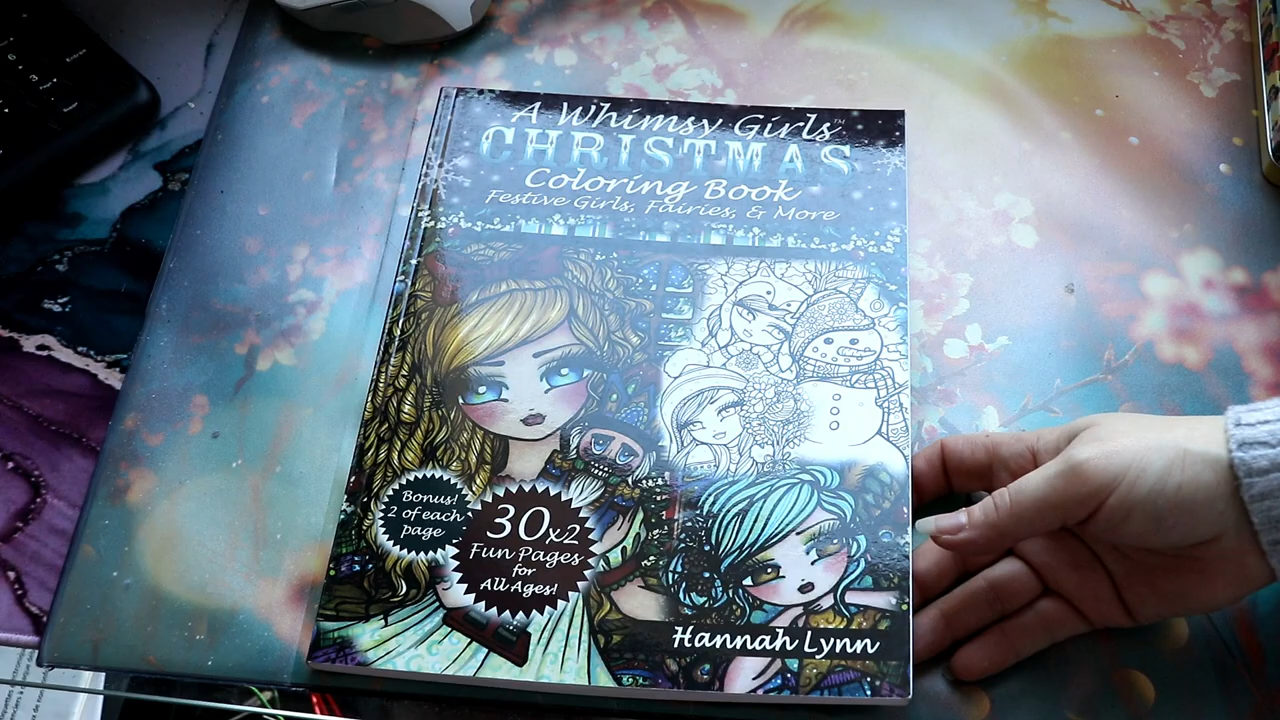 A Whimsy Girls™
CHRISTMAS
Coloring Book
Festive Girls, Fairies, & More
Bonus!
2 of each
page
30x2
Fun Pages
for
All Ages!
Hannah Lynn